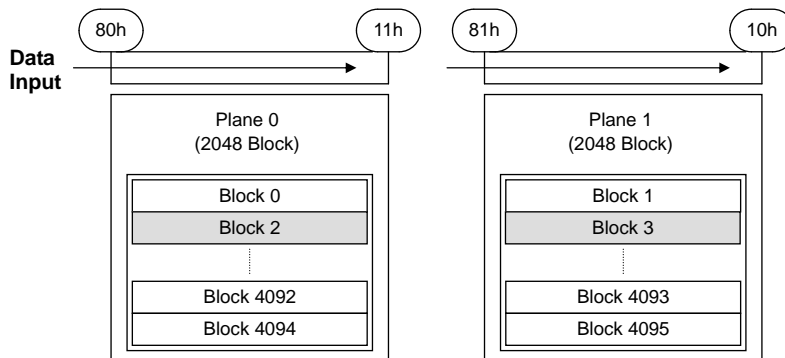 80h
11h
81h
10h
Data
Input
Plane 0
(2048 Block)
Plane 1
(2048 Block)
Block 0
Block 2
Block 4092
Block 4094
Block 1
Block 3
Block 4093
Block 4095